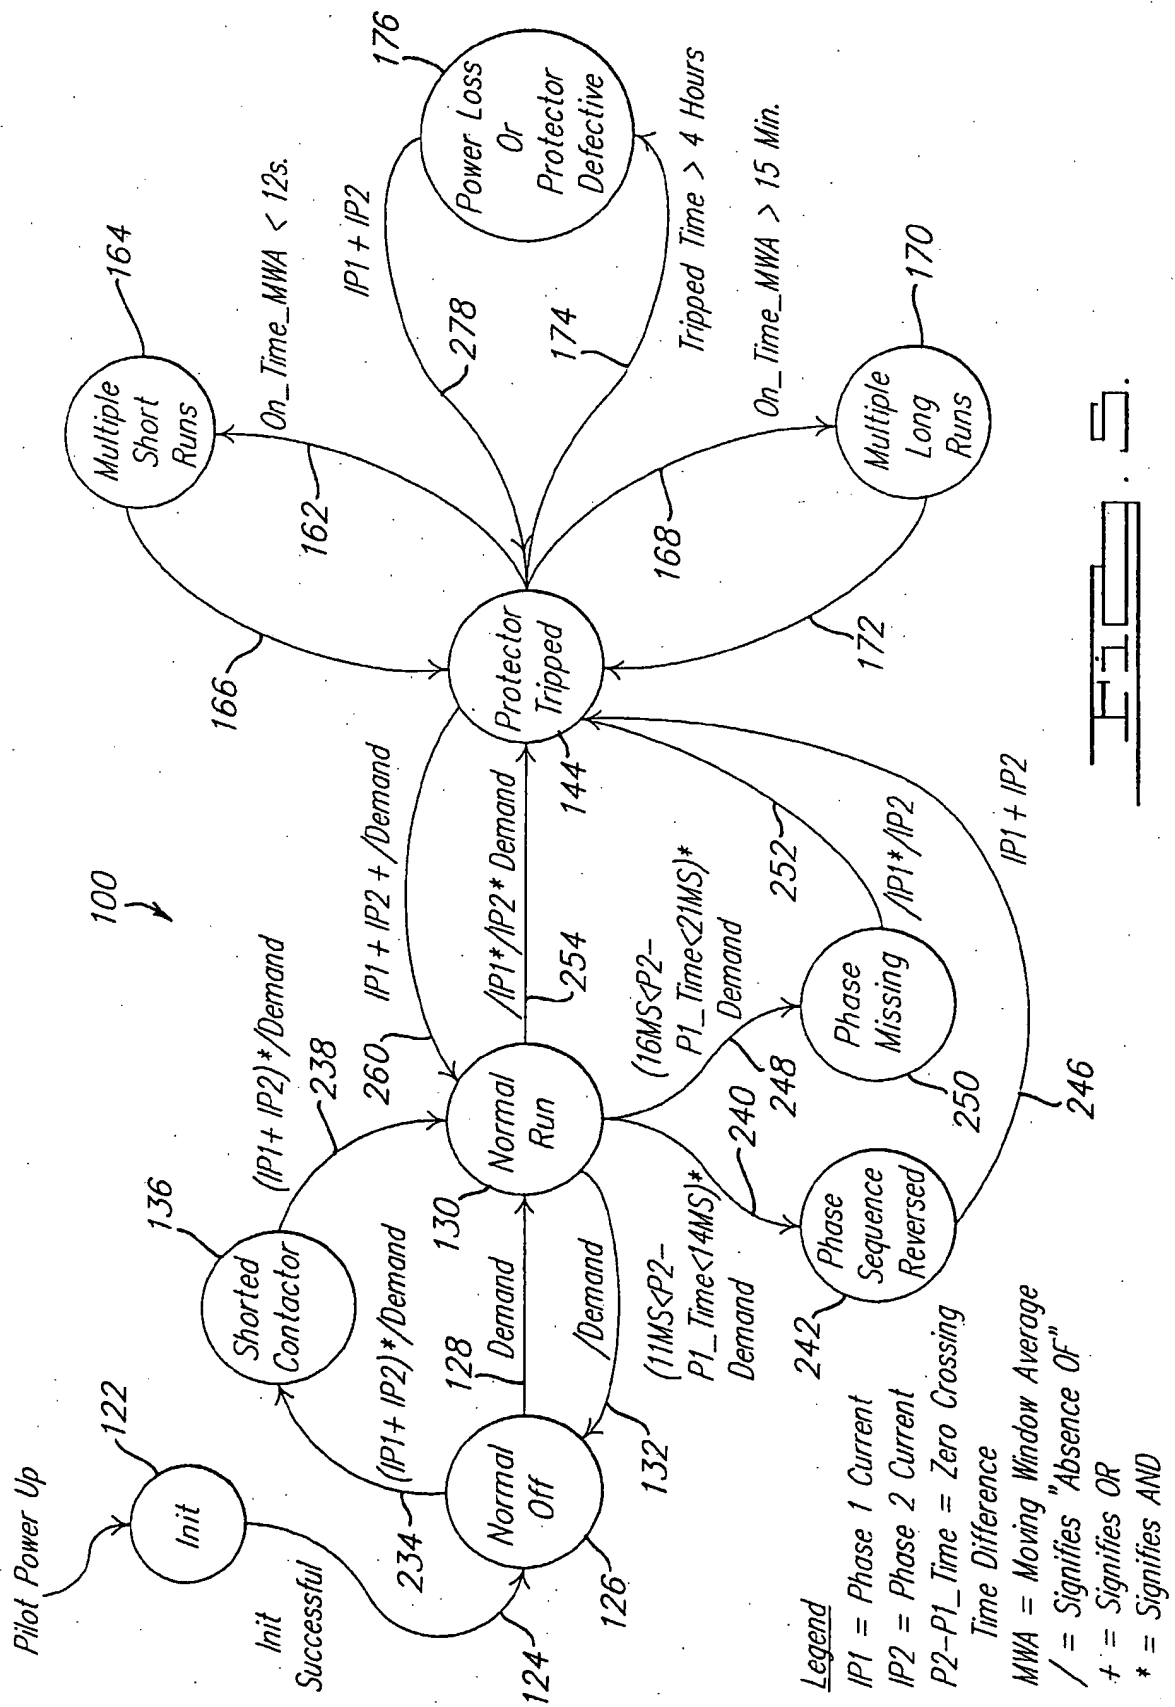 Pilot Power Up
122
Init
Init
Successful
124
100
136
Shorted
Contactor
(IP1+ IP2)*/Demand
238
234
(IP1+ IP2)*/Demand
Normal
Off
126
128
Demand
/Demand
132
130
Normal
Run
260
IP1 + IP2 + /Demand
/IP1*/IP2* Demand
254
Protector
Tripped
144
166
162
Multiple
Short
Runs
164
On_Time_MWA < 12s.
IP1 + IP2
278
176
Power Loss
Or
Protector
Defective
174
Tripped Time > 4 Hours
168
On_Time_MWA > 15 Min.
Multiple
Long
Runs
170
172
(11MS<P2-
P1_Time<14MS)*
Demand
240
(16MS<P2-
P1_Time<21MS)*
Demand
248
242
Phase
Sequence
Reversed
Phase
Missing
250
252
/IP1*/IP2
246
IP1 + IP2
Legend
IP1 = Phase 1 Current
IP2 = Phase 2 Current
P2-P1_Time = Zero Crossing
Time Difference
MWA = Moving Window Average
/ = Signifies "Absence OF"
+ = Signifies OR
* = Signifies AND
Fig. 5.